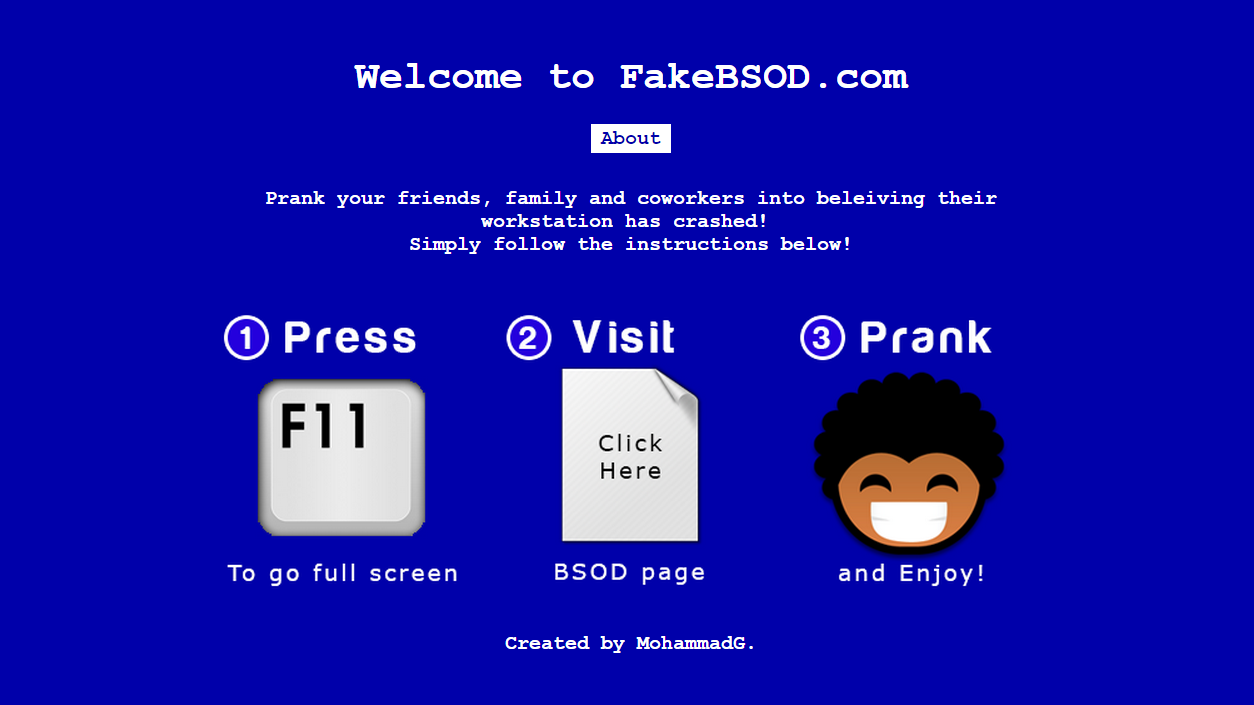 Welcome to FakeBSOD.com
About
Prank your friends, family and coworkers into beleiving their
workstation has crashed!
Simply follow the instructions below!
1 Press
F11
To go full screen
2 Visit
Click
Here
BSOD page
3 Prank
and Enjoy!
Created by MohammadG.